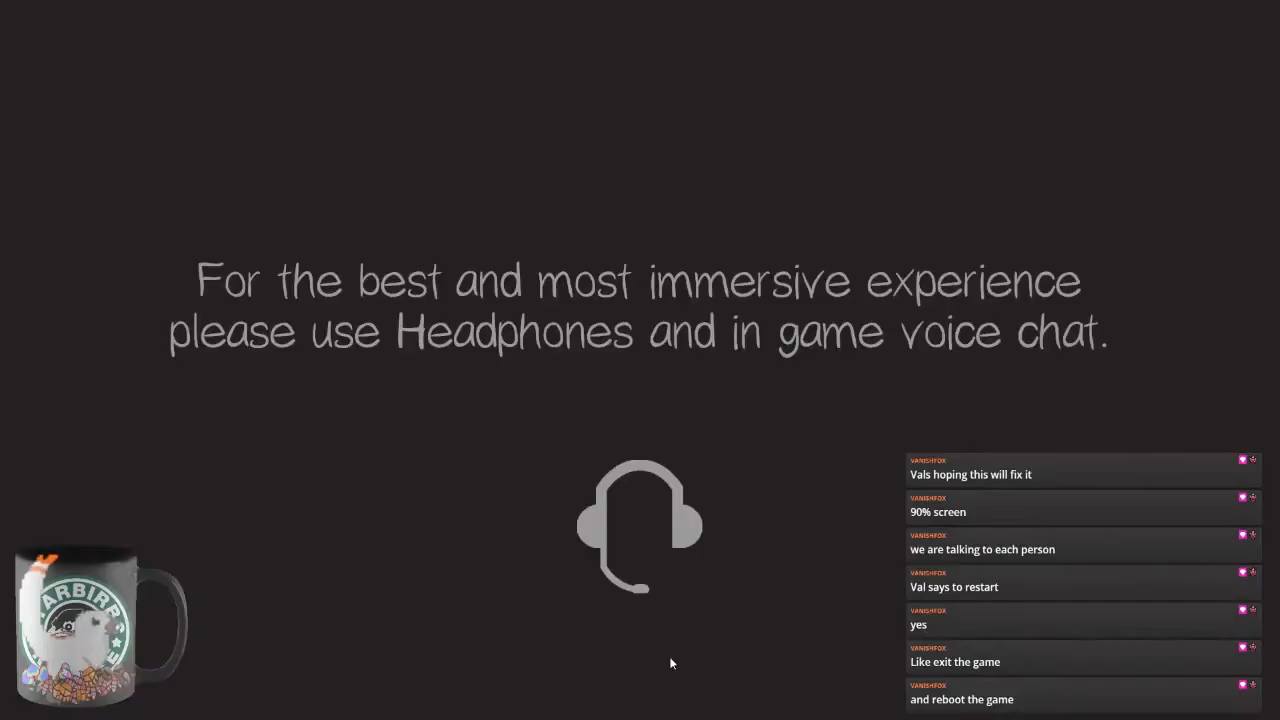 For the best and most immersive experience
please use Headphones and in game voice chat.
VANISHFOX
Vals hoping this will fix it
VANISHFOX
90% screen
VANISHFOX
we are talking to each person
VANISHFOX
Val says to restart
VANISHFOX
yes
VANISHFOX
Like exit the game
VANISHFOX
and reboot the game